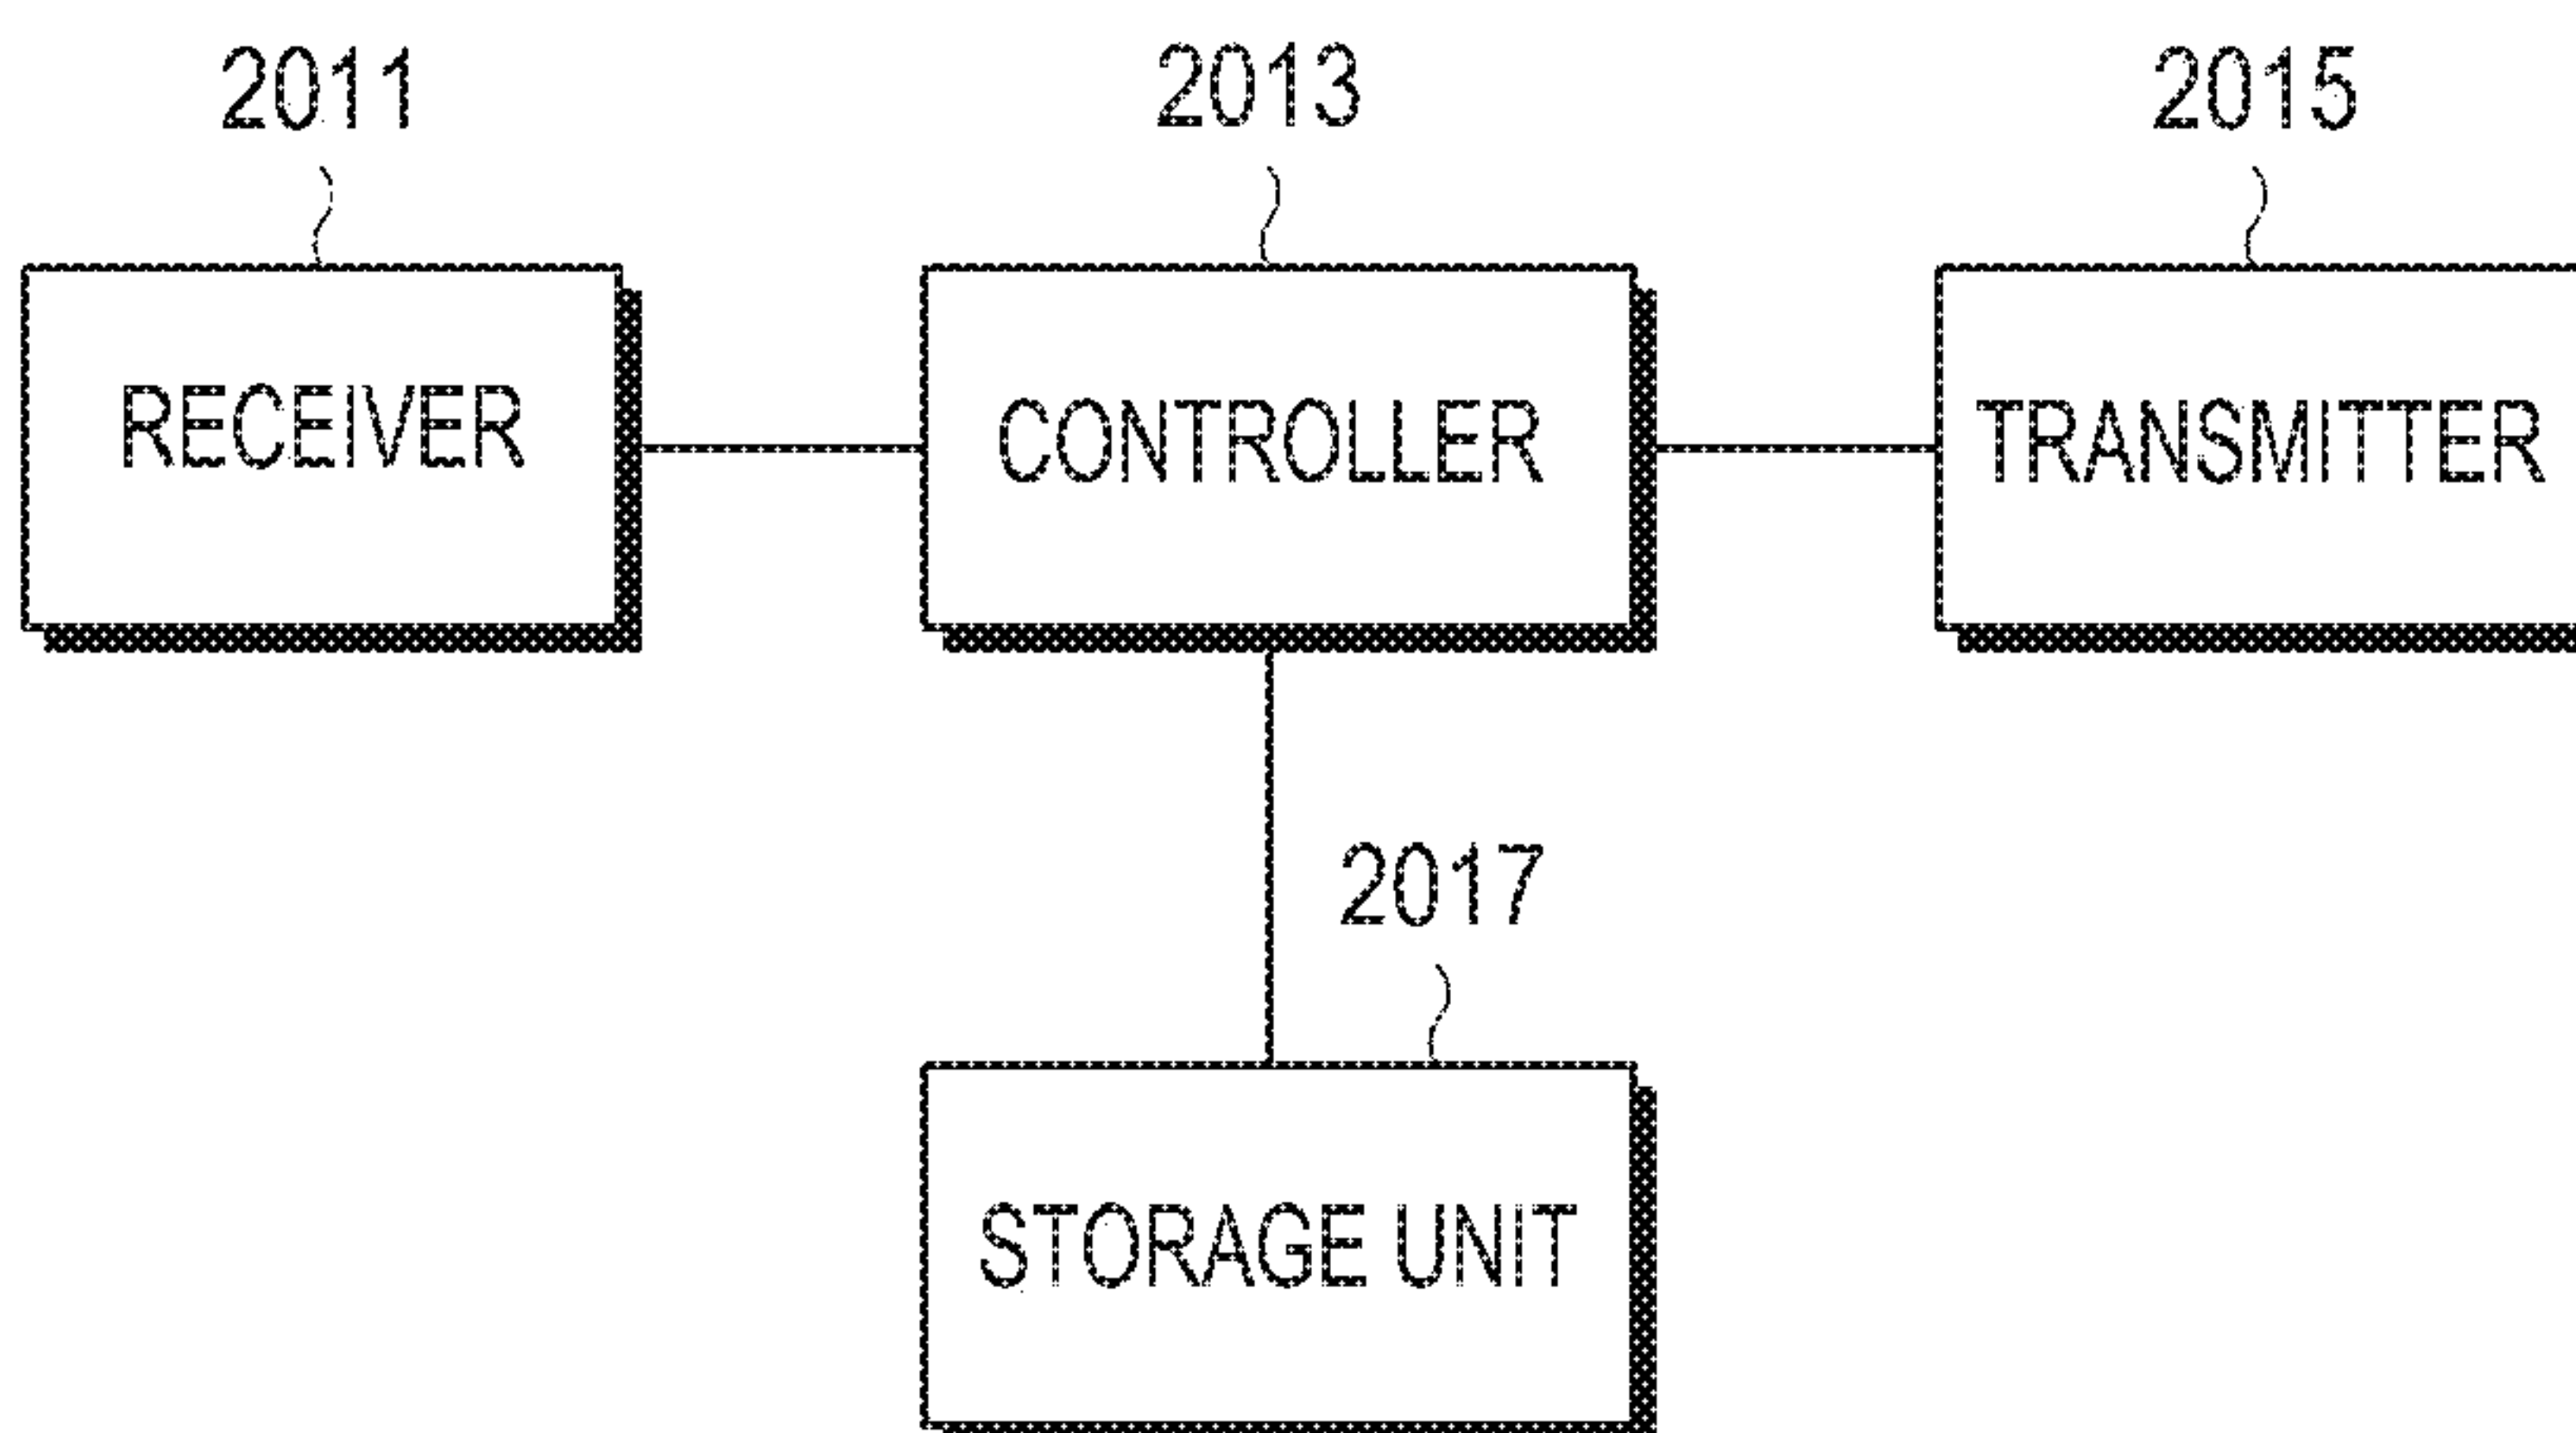 2011
2013
2015
RECEIVER
CONTROLLER
TRANSMITTER
2017
STORAGE UNIT